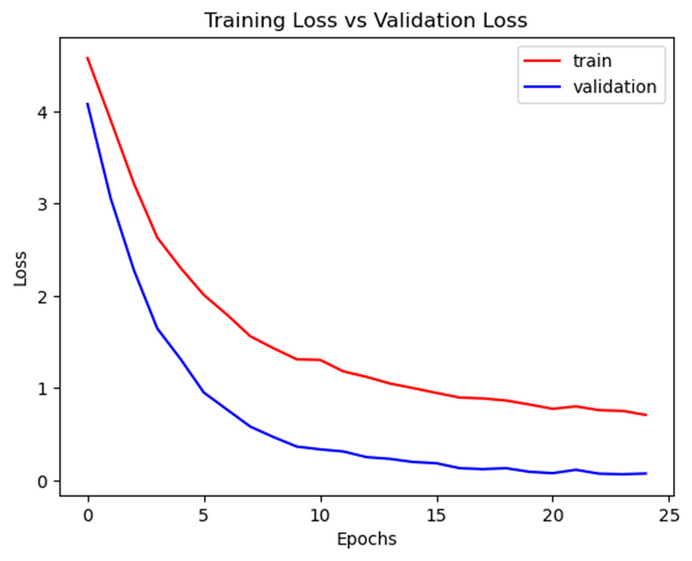 Training Loss vs Validation Loss
train
validation
4
3
2
1
0
Loss
0 5 10 15 20 25
Epochs